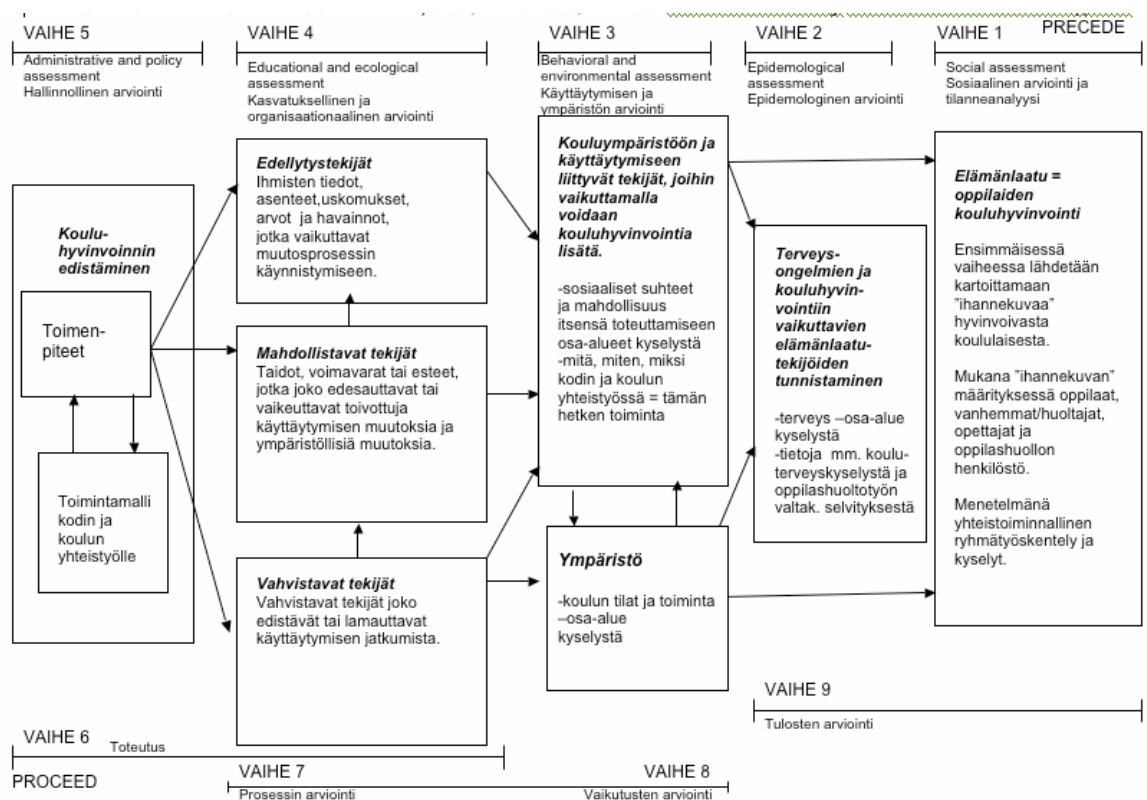 VAIHE 5
Administrative and policy
assessment
Hallinnollinen arviointi
VAIHE 4
Educational and ecological
assessment
Kasvatuksellinen ja
organisaationaalinen arviointi
VAIHE 3
Behavioral and
environmental assessment
Käyttäytymisen ja
ympäristön arviointi
VAIHE 2
Epidemological
assessment
Epidemologinen arviointi
VAIHE 1
PRECEDE
Social assessment
Sosiaalinen arviointi ja
tilanneanalyysi
Koulu-
hyvinvoinnin
edistäminen
Toimen-
piteet
Toimintamalli
kodin ja
koulun
yhteistyölle
Edellytystekijät
Ihmisten tiedot,
asenteet,uskomukset,
arvot ja havainnot,
jotka vaikuttavat
muutosprosessin
käynnistymiseen.
Mahdollistavat tekijät
Taidot, voimavarat tai esteet,
jotka joko edesauttavat tai
vaikeuttavat toivottuja
käyttäytymisen muutoksia ja
ympäristöllisiä muutoksia.
Vahvistavat tekijät
Vahvistavat tekijät joko
edistävät tai lamauttavat
käyttäytymisen jatkumista.
Kouluympäristöön ja
käyttäytymiseen
liittyvät tekijät, joihin
vaikuttamalla
voidaan
kouluhyvinvointia
lisätä.
-sosiaaliset suhteet
ja mahdollisuus
itsensä toteuttamiseen
osa-alueet kyselystä
-mitä, miten, miksi
kodin ja koulun
yhteistyössä = tämän
hetken toiminta
Ympäristö
-koulun tilat ja toiminta
–osa-alue
kyselystä
Terveys-
ongelmien ja
kouluhyvin-
vointiin
vaikuttavien
elämänlaatu-
tekijöiden
tunnistaminen
-terveys –osa-alue
kyselystä
-tietoja mm. koulu-
terveyskyselystä ja
oppilashuoltotyön
valtak. selvityksestä
Elämänlaatu =
oppilaiden
kouluhyvinvointi
Ensimmäisessä
vaiheessa lähdetään
kartoittamaan
"ihannekuvaa"
hyvinvoivasta
koululaisesta.
Mukana "ihannekuvan"
määrityksessä oppilaat,
vanhemmat/huoltajat,
opettajat ja
oppilashuollon
henkilöstö.
Menetelmänä
yhteistoiminnallinen
ryhmätyöskentely ja
kyselyt.
VAIHE 6
Toteutus
PROCEED
VAIHE 7
Prosessin arviointi
VAIHE 8
Vaikutusten arviointi
VAIHE 9
Tulosten arviointi